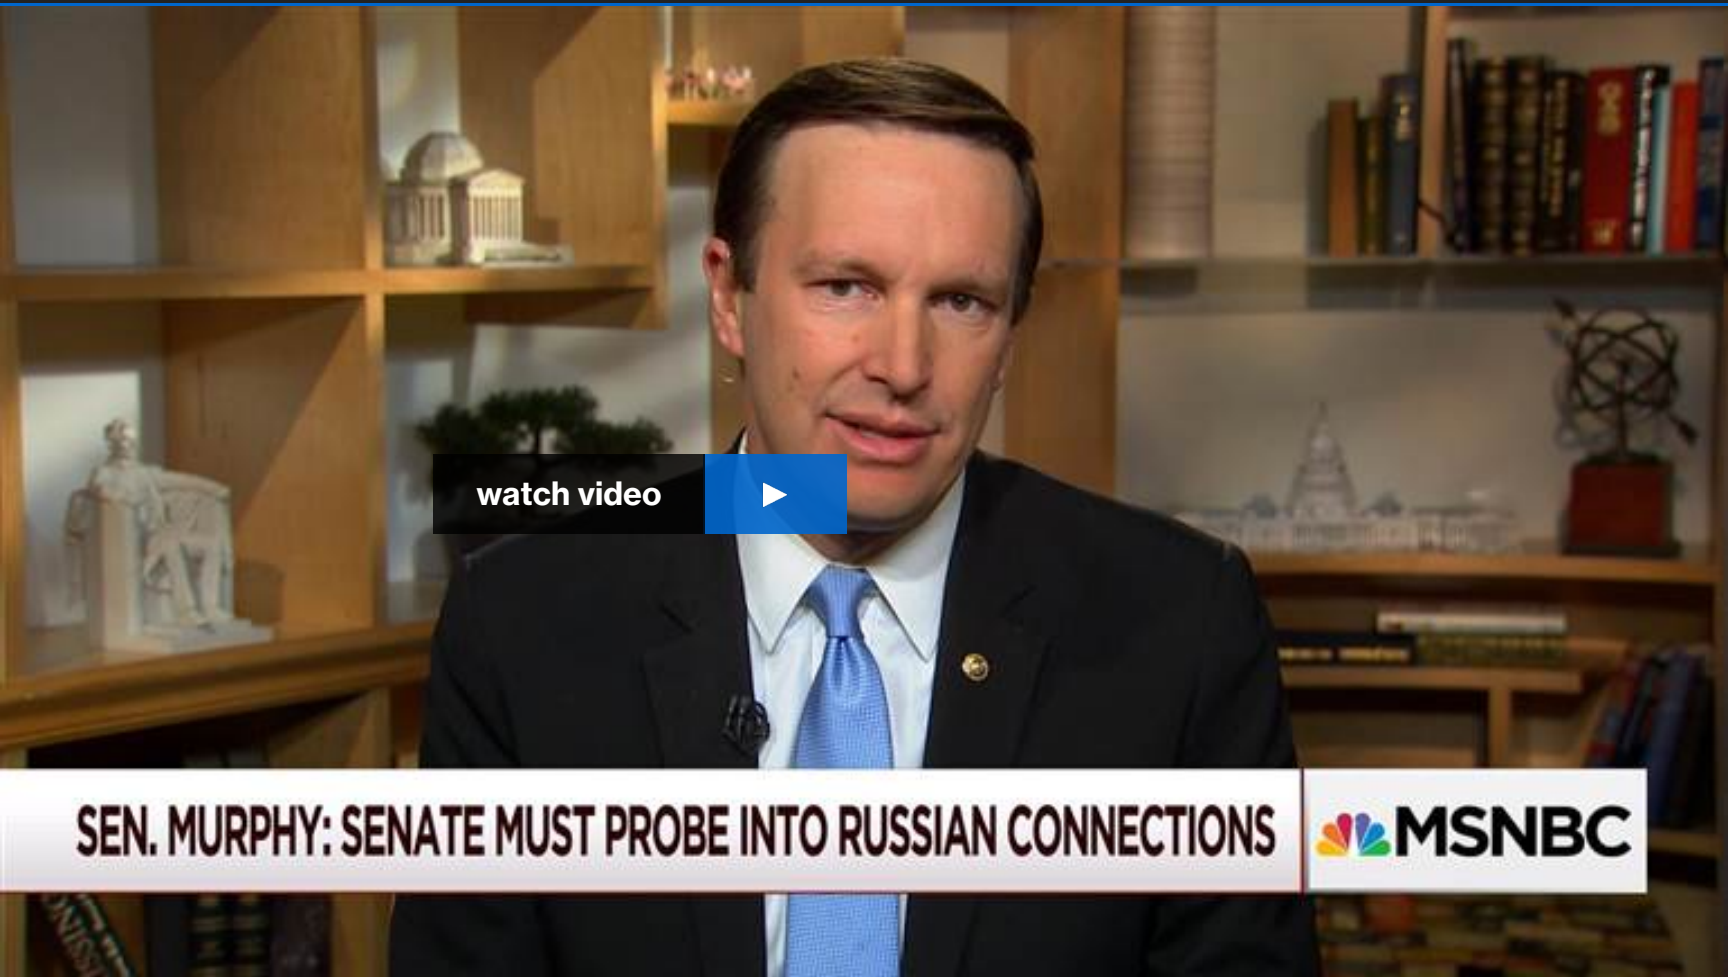 watch video
SEN. MURPHY: SENATE MUST PROBE INTO RUSSIAN CONNECTIONS
MSNBC